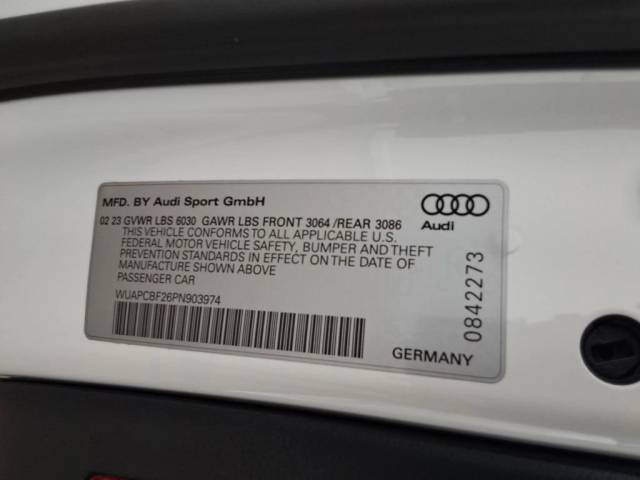 MFD. BY Audi Sport GmbH
02 23 GVWR LBS 6030 GAWR LBS FRONT 3064 /REAR 3086
THIS VEHICLE CONFORMS TO ALL APPLICABLE U.S.
FEDERAL MOTOR VEHICLE SAFETY, BUMPER AND THEFT
PREVENTION STANDARDS IN EFFECT ON THE DATE OF
MANUFACTURE SHOWN ABOVE
PASSENGER CAR
WUAPCBF26PN903974
Audi
0842273
GERMANY